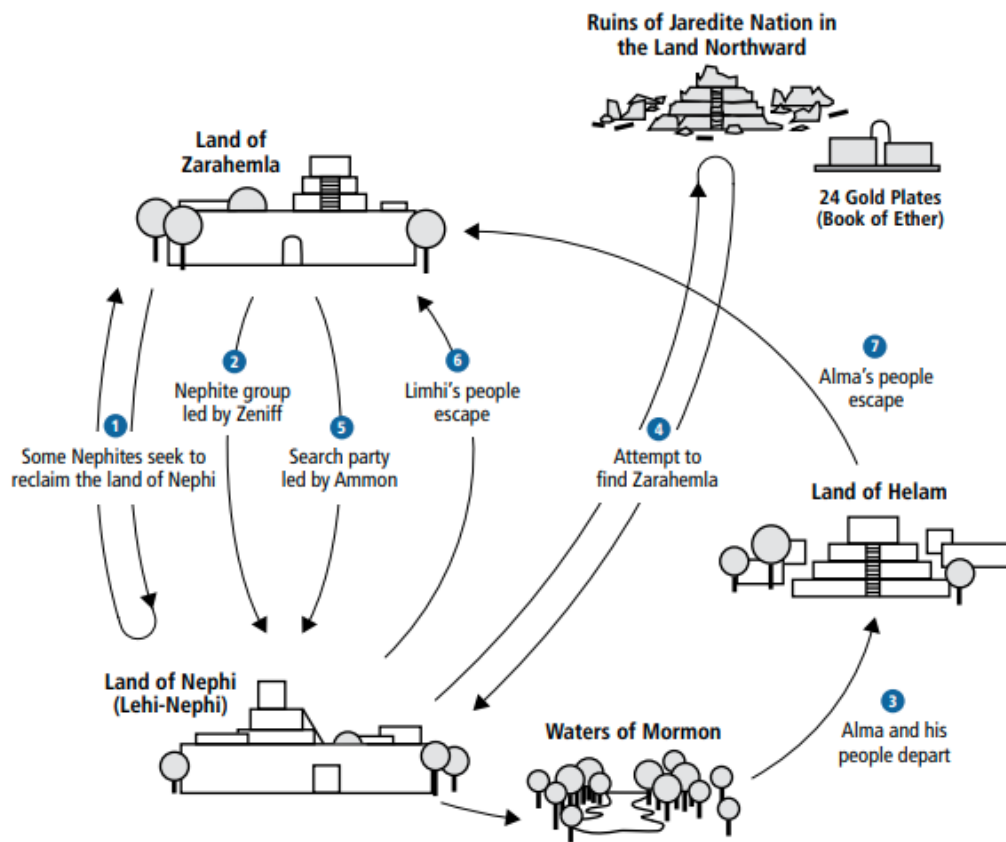 Ruins of Jaredite Nation in
the Land Northward
Land of
Zarahemla
24 Gold Plates
(Book of Ether)
2
Nephite group
led by Zeniff
6
Limhi's people
escape
7
Alma's people
escape
1
Some Nephites seek to
reclaim the land of Nephi
5
Search party
led by Ammon
4
Attempt to
find Zarahemla
Land of Helam
Land of Nephi
(Lehi-Nephi)
Waters of Mormon
3
Alma and his
people depart